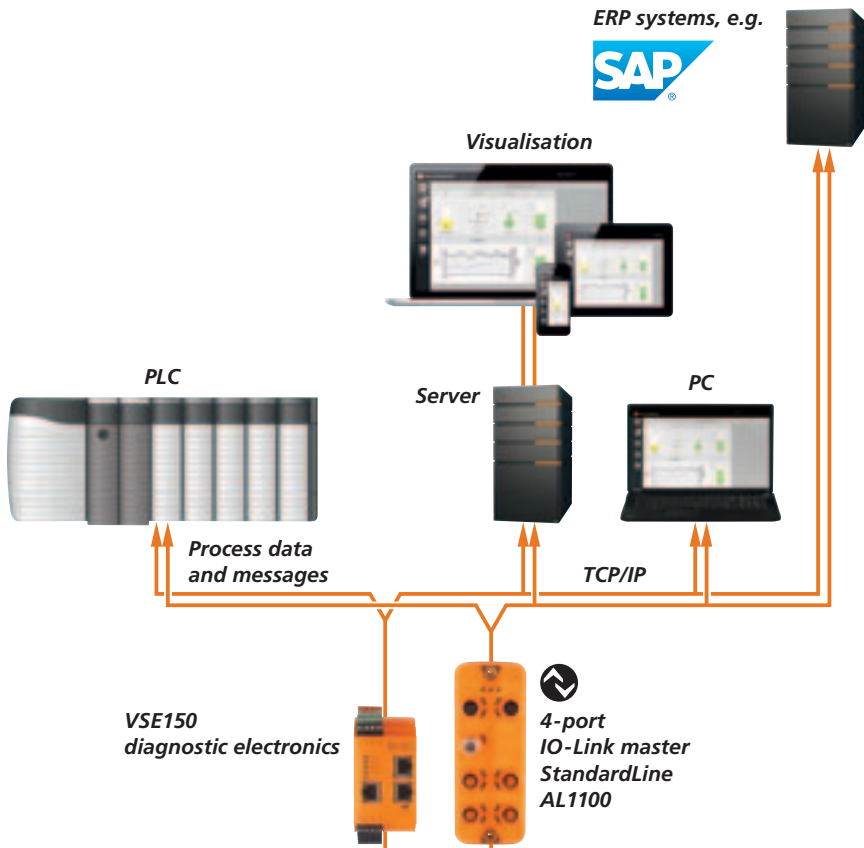 ERP systems, e.g.
SAP
®
Visualisation
PLC
Server
PC
Process data
and messages
TCP/IP
VSE150
diagnostic electronics
4-port
IO-Link master
StandardLine
AL1100